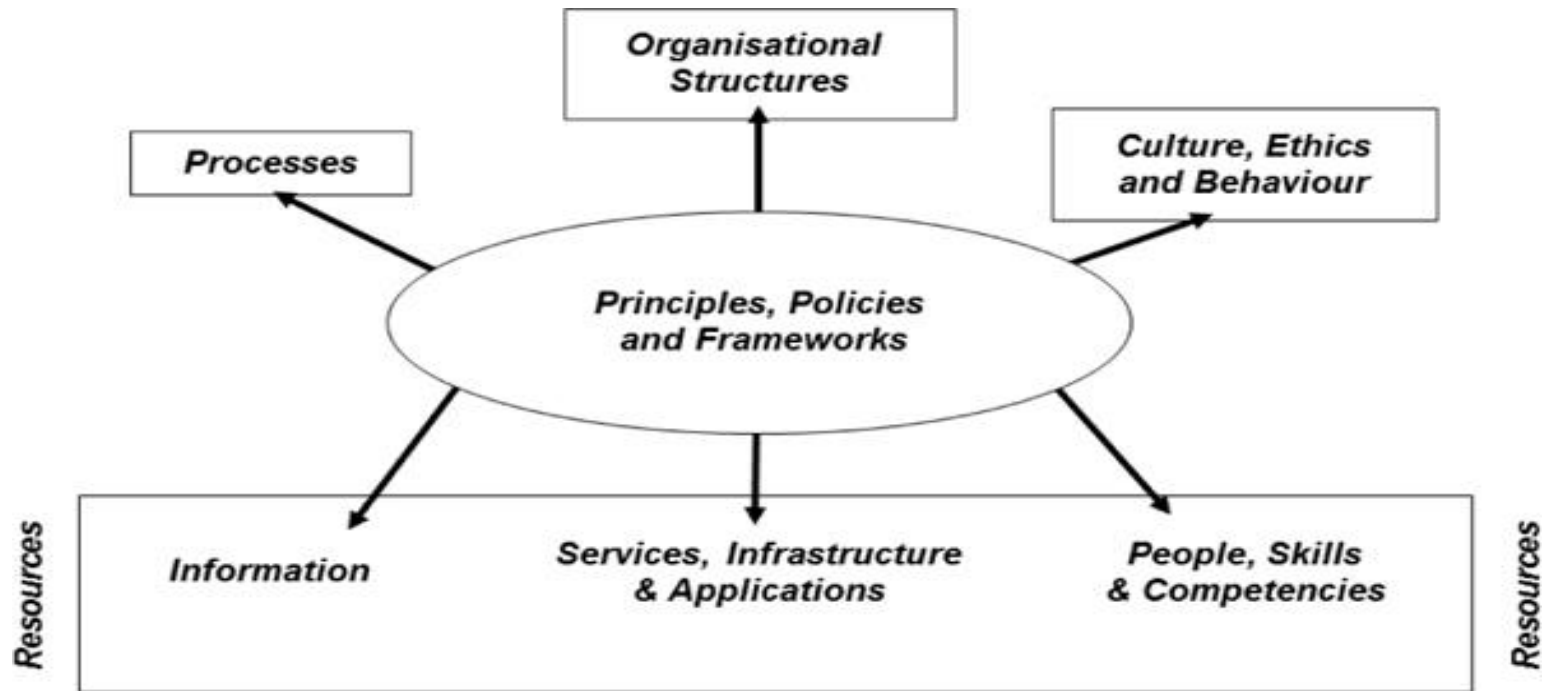 Organisational
Structures
Processes
Culture, Ethics
and Behaviour
Principles, Policies
and Frameworks
Resources
Information
Services, Infrastructure
& Applications
People, Skills
& Competencies
Resources